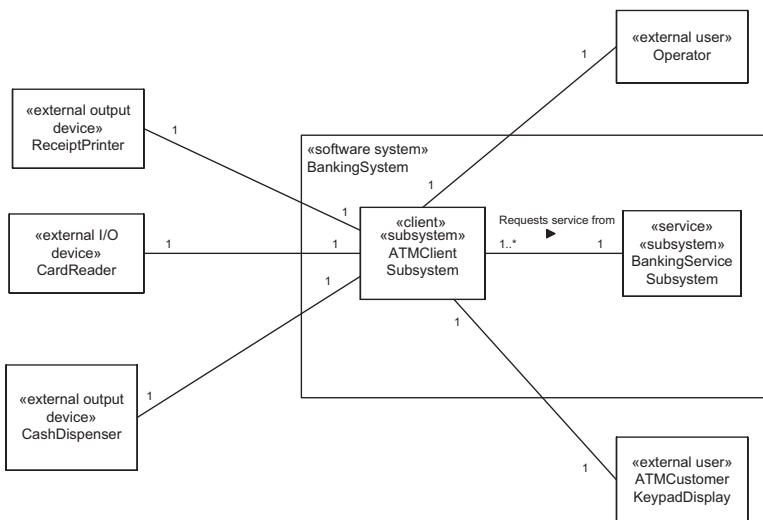 «external user»
Operator
1
«external output
device»
ReceiptPrinter
1
«software system»
BankingSystem
1
1
«client»
«subsystem»
ATMClient
Subsystem
Requests service from
1..*
1
«service»
«subsystem»
BankingService
Subsystem
«external I/O
device»
CardReader
1
1
1
1
«external output
device»
CashDispenser
1
1
«external user»
ATMCustomer
KeypadDisplay